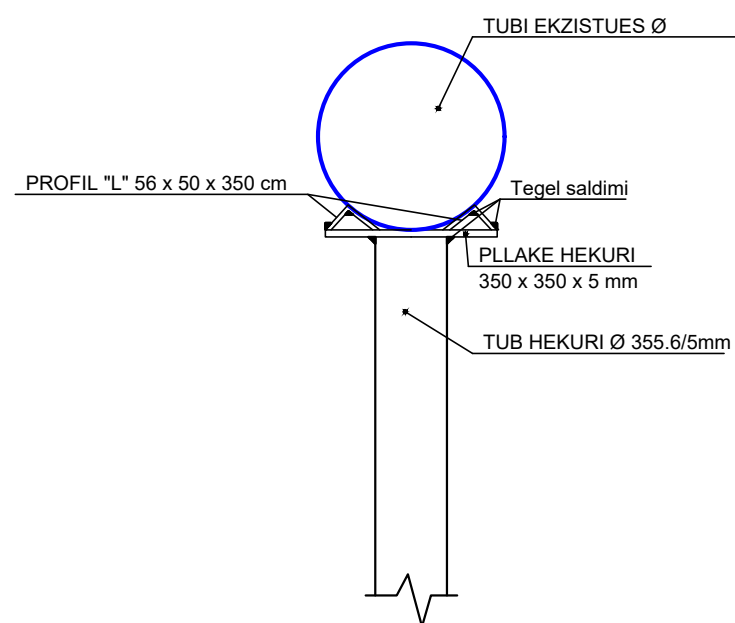 TUBI EKZISTUES Ø
PROFIL "L" 56 x 50 x 350 cm
Tegel saldimi
PLLAKE HEKURI
350 x 350 x 5 mm
TUB HEKURI Ø 355.6/5mm